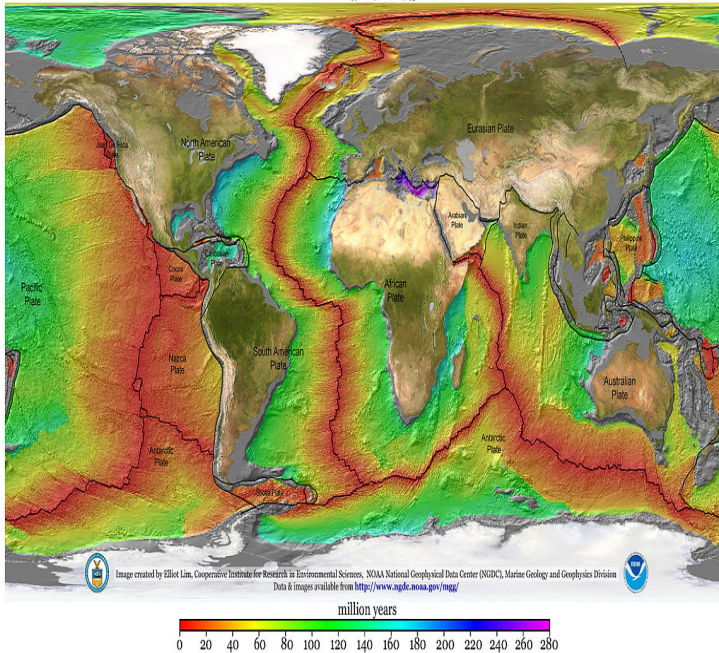 Eurasian Plate
North American
Plate
Juan De Fuca
Plate
Arabian
Plate
Indian
Plate
Philippine
Plate
Caribbean
Plate
Cocos
Plate
Pacific
Plate
African
Plate
South American
Plate
Nazca
Plate
Australian
Plate
Antarctic
Plate
Antarctic
Plate
Scotia Plate
Image created by Elliot Lim, Cooperative Institute for Research in Environmental Sciences, NOAA National Geophysical Data Center (NGDC), Marine Geology and Geophysics Division
Data & images available from http://www.ngdc.noaa.gov/mgg/
million years
0 20 40 60 80 100 120 140 160 180 200 220 240 260 280